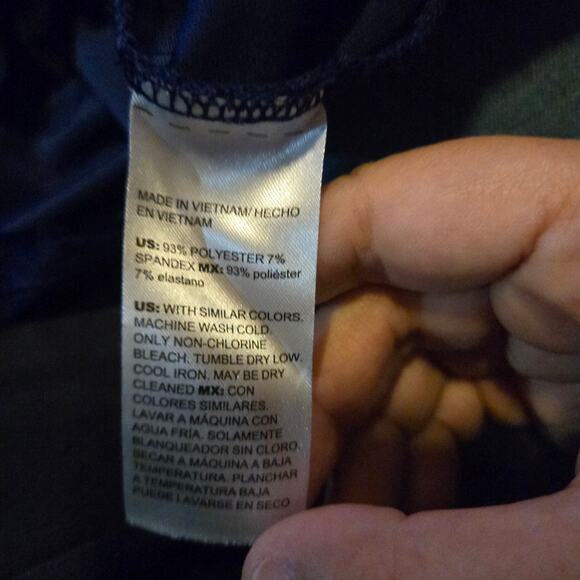 MADE IN VIETNAM/ HECHO
EN VIETNAM
US: 93% POLYESTER 7%
SPANDEX MX: 93% poliéster
7% elastano
US: WITH SIMILAR COLORS.
MACHINE WASH COLD.
ONLY NON-CHLORINE
BLEACH. TUMBLE DRY LOW.
COOL IRON. MAY BE DRY
CLEANED MX: CON
COLORES SIMILARES.
LAVAR A MÁQUINA CON
AGUA FRÍA. SOLAMENTE
BLANQUEADOR SIN CLORO.
SECAR A MÁQUINA A BAJA
TEMPERATURA. PLANCHAR
A TEMPERATURA BAJA
PUEDE LAVARSE EN SECO